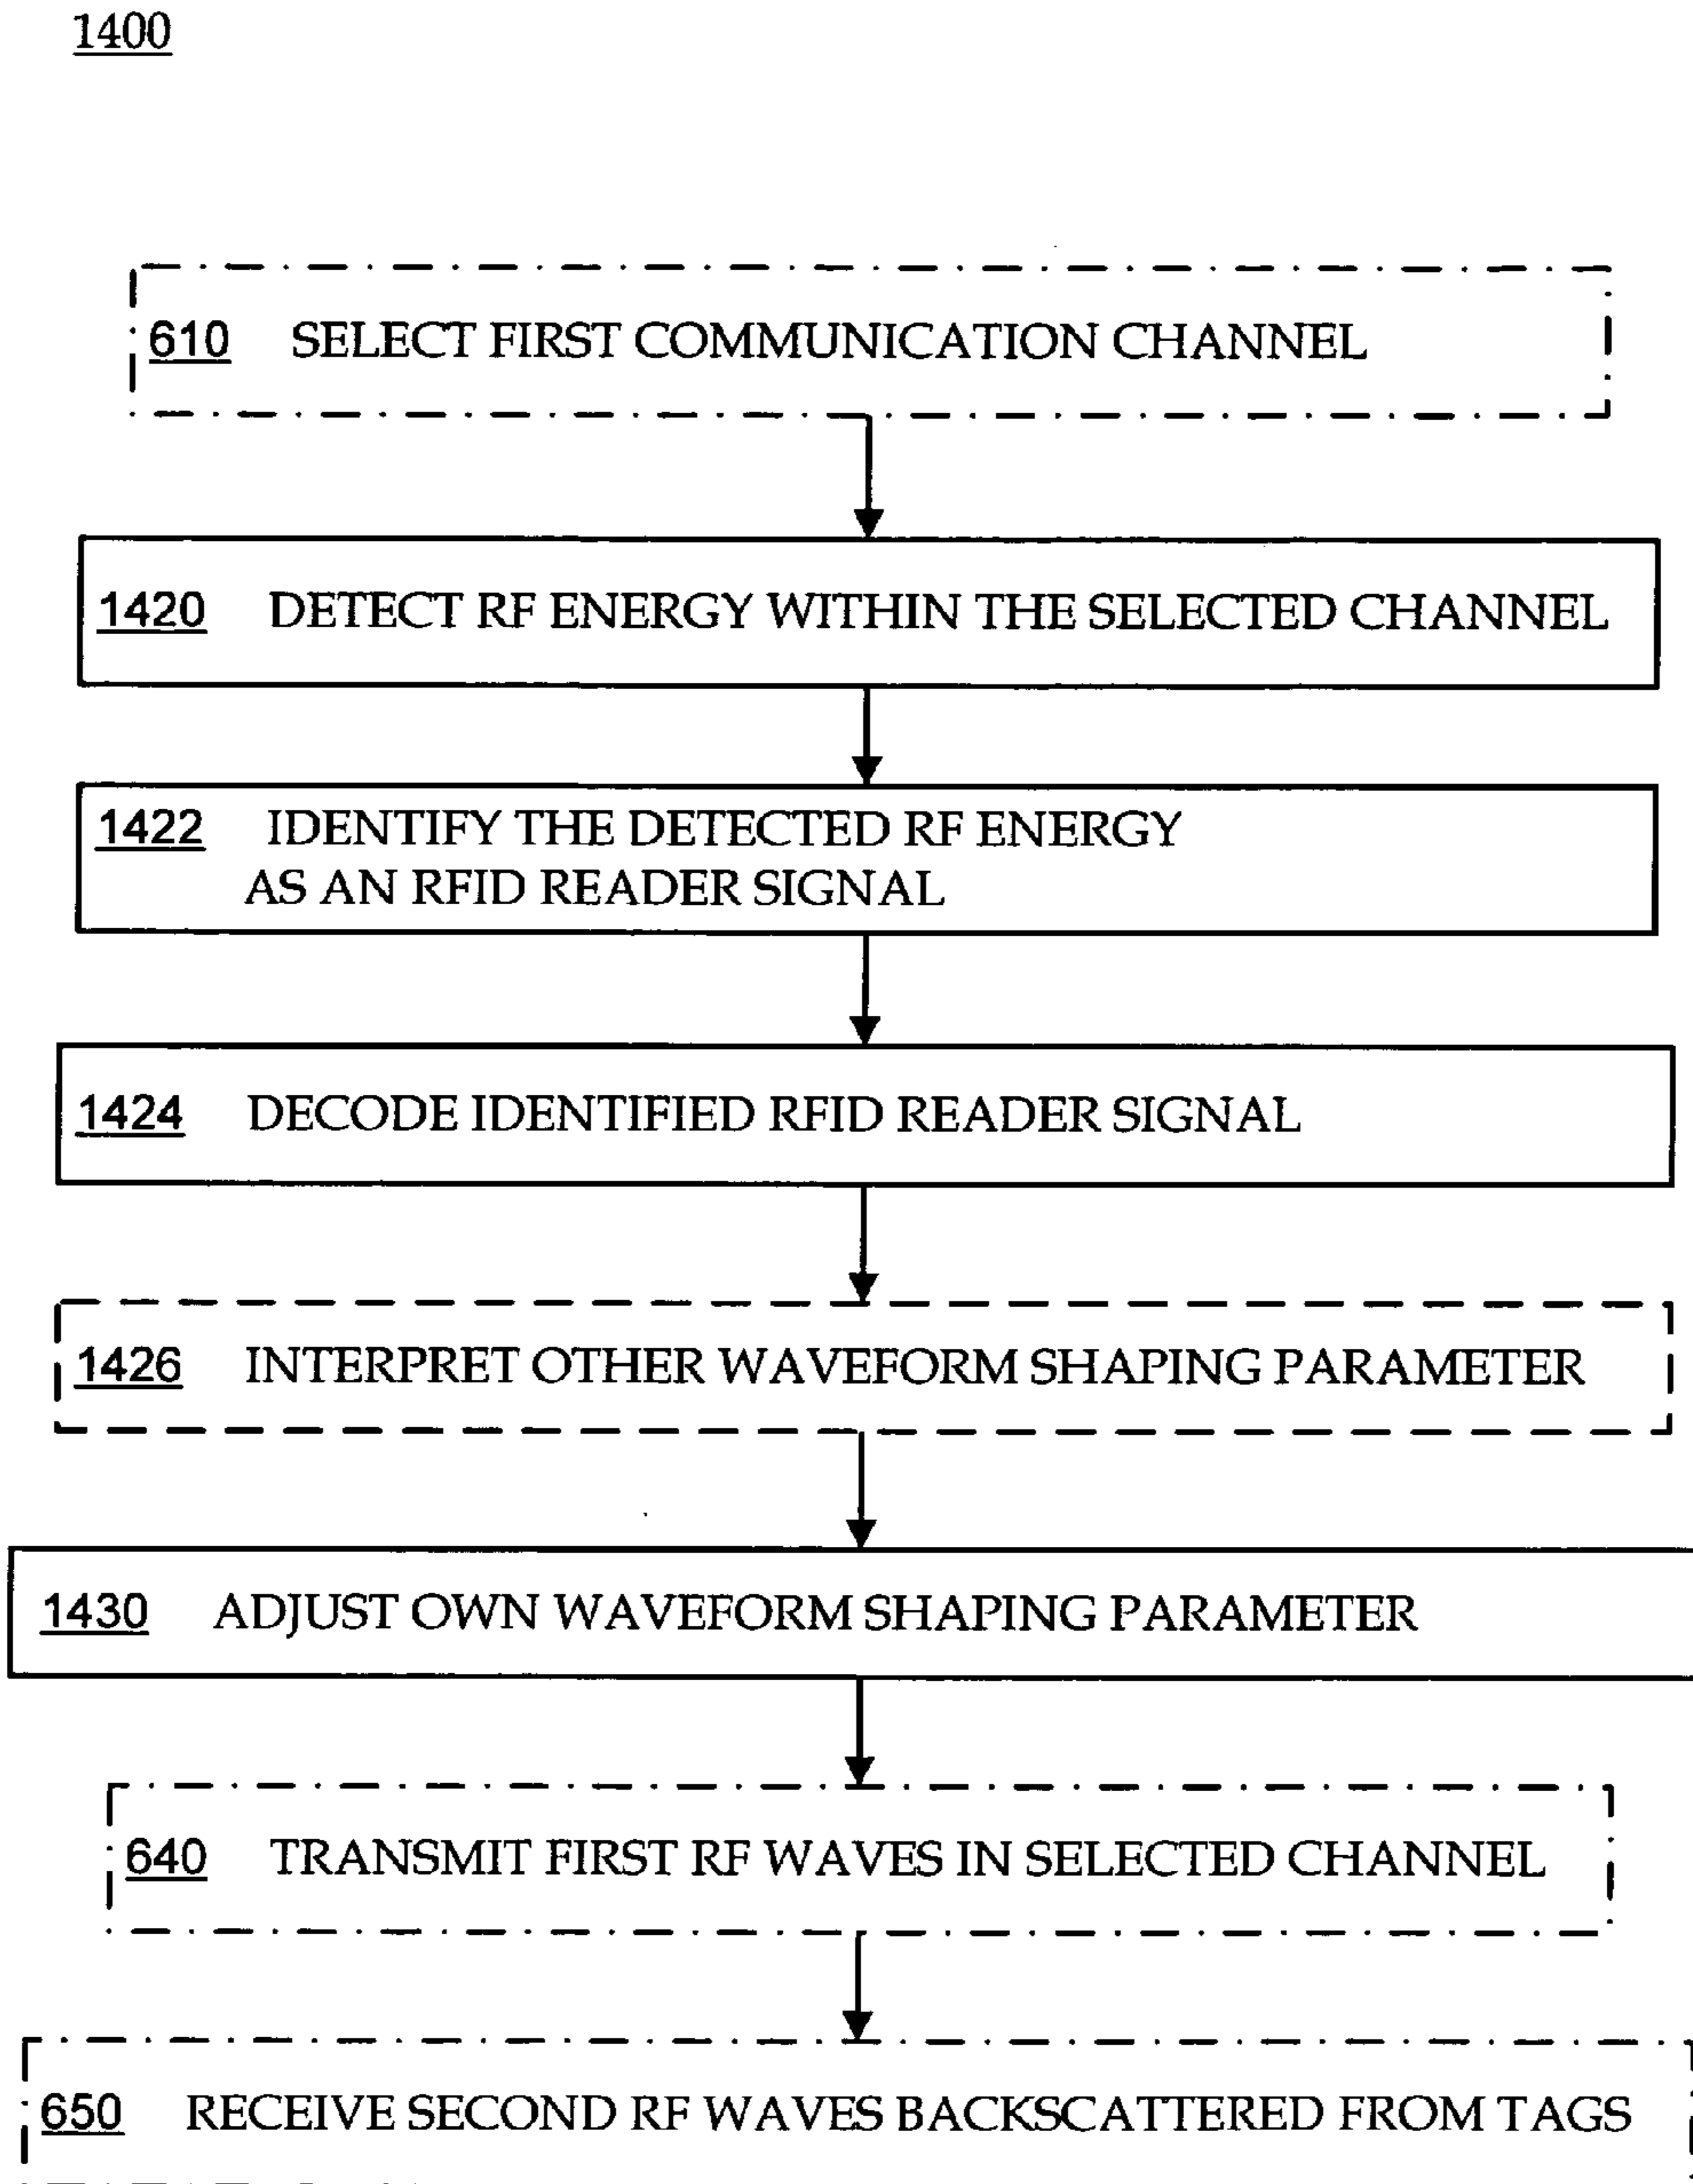 1400
610 SELECT FIRST COMMUNICATION CHANNEL
1420 DETECT RF ENERGY WITHIN THE SELECTED CHANNEL
1422 IDENTIFY THE DETECTED RF ENERGY
AS AN RFID READER SIGNAL
1424 DECODE IDENTIFIED RFID READER SIGNAL
1426 INTERPRET OTHER WAVEFORM SHAPING PARAMETER
1430 ADJUST OWN WAVEFORM SHAPING PARAMETER
640 TRANSMIT FIRST RF WAVES IN SELECTED CHANNEL
650 RECEIVE SECOND RF WAVES BACKSCATTERED FROM TAGS